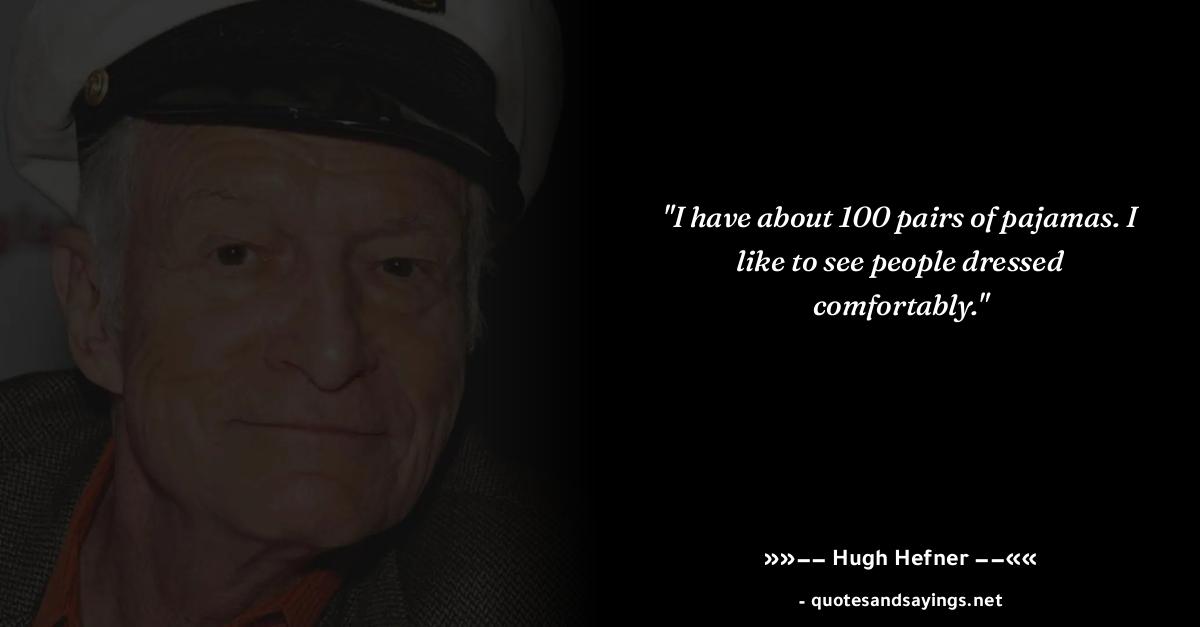 "I have about 100 pairs of pajamas. I
like to see people dressed
comfortably."
»»–– Hugh Hefner ––««
- quotesandsayings.net